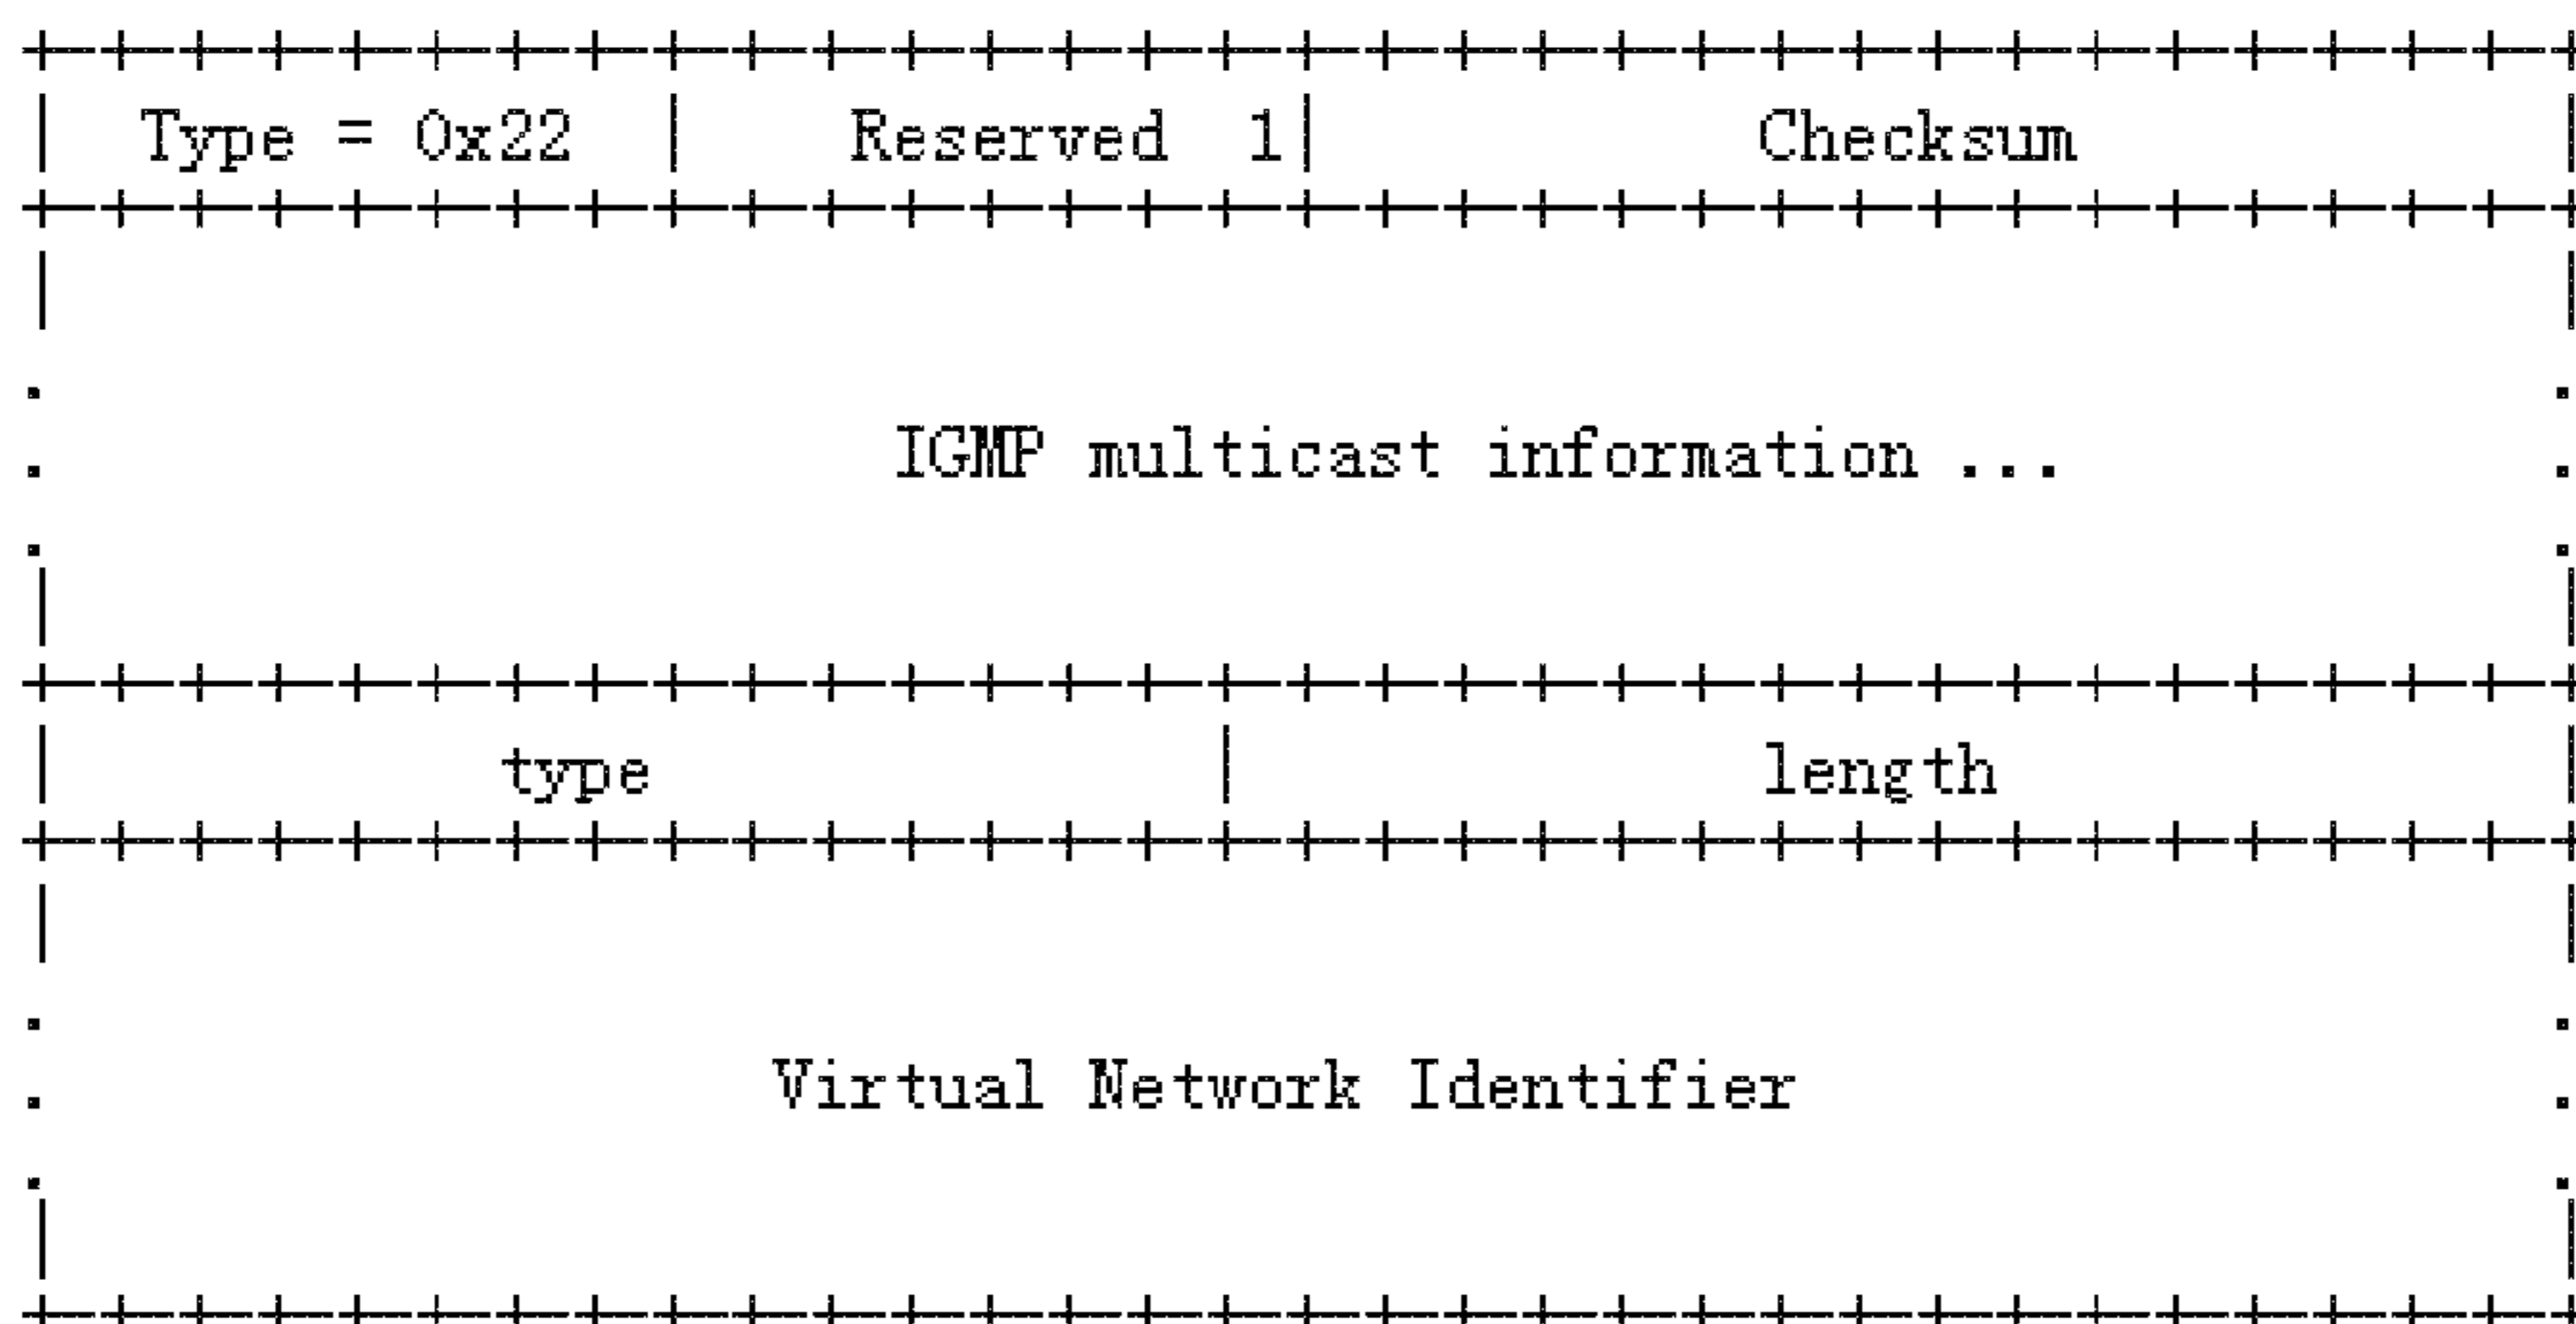 Type = 0x22 | Reserved 1| Checksum
IGMP multicast information ...
type | length
Virtual Network Identifier